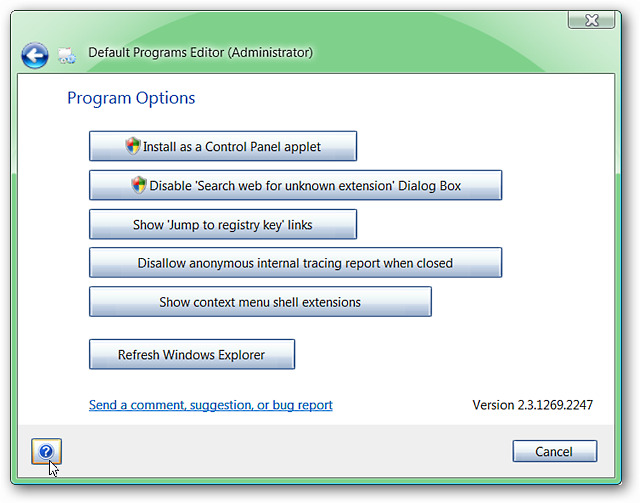 Default Programs Editor (Administrator)
Program Options
Install as a Control Panel applet
Disable 'Search web for unknown extension' Dialog Box
Show 'Jump to registry key' links
Disallow anonymous internal tracing report when closed
Show context menu shell extensions
Refresh Windows Explorer
Send a comment, suggestion, or bug report
Version 2.3.1269.2247
?
Cancel